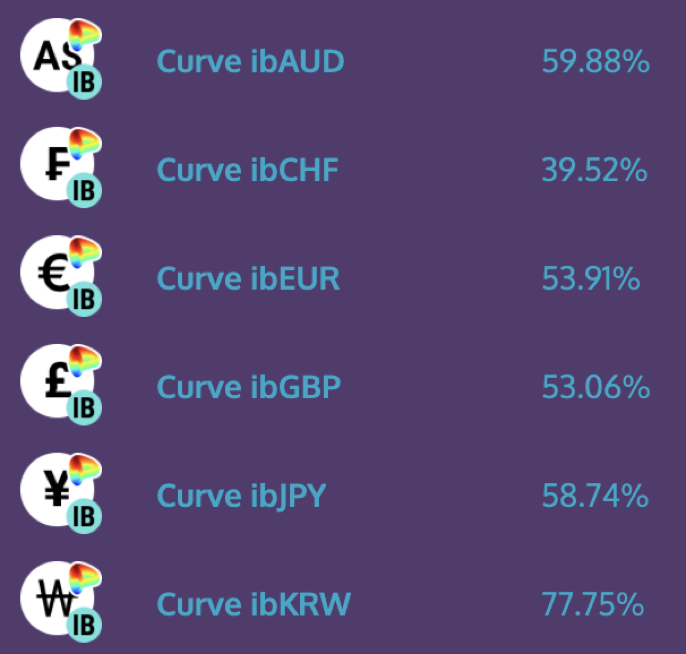 A$ IB Curve ibAUD 59.88%
₣ IB Curve ibCHF 39.52%
€ IB Curve ibEUR 53.91%
£ IB Curve ibGBP 53.06%
¥ IB Curve ibJPY 58.74%
₩ IB Curve ibKRW 77.75%